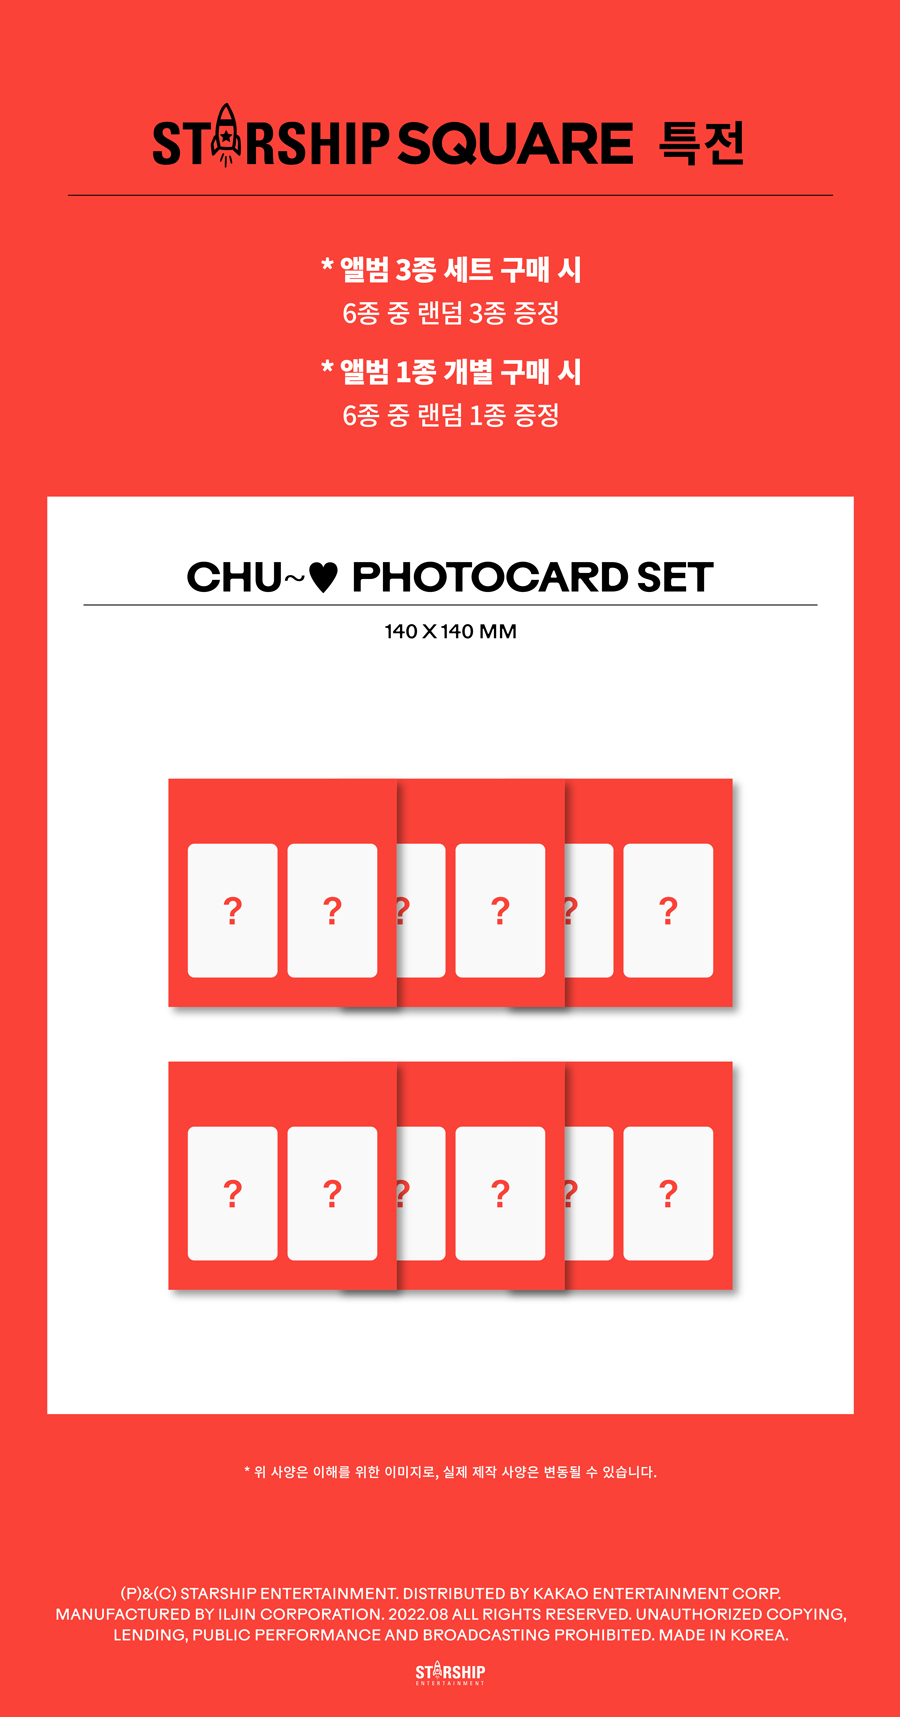 STARSHIP SQUARE 특전
* 앨범 3종 세트 구매 시
6종 중 랜덤 3종 증정
* 앨범 1종 개별 구매 시
6종 중 랜덤 1종 증정
CHU~♥ PHOTOCARD SET
140 X 140 MM
? ? ? ? ? ?
? ? ? ? ? ?
* 위 사양은 이해를 위한 이미지로, 실제 제작 사양은 변동될 수 있습니다.
(P)&(C) STARSHIP ENTERTAINMENT. DISTRIBUTED BY KAKAO ENTERTAINMENT CORP.
MANUFACTURED BY ILJIN CORPORATION. 2022.08 ALL RIGHTS RESERVED. UNAUTHORIZED COPYING,
LENDING, PUBLIC PERFORMANCE AND BROADCASTING PROHIBITED. MADE IN KOREA.
STARSHIP
ENTERTAINMENT